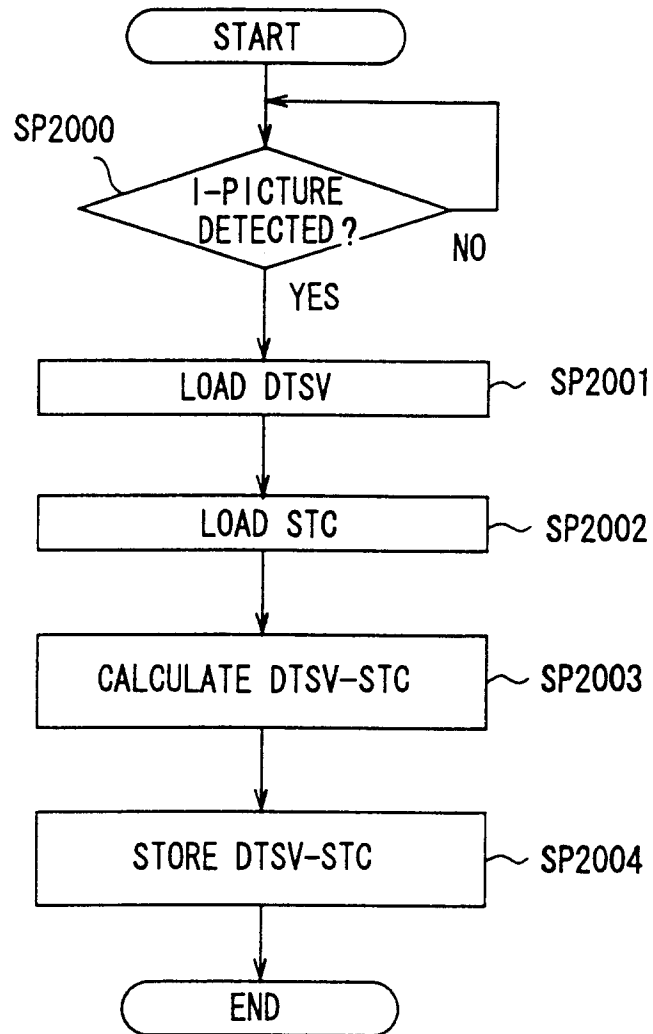 START
SP2000
I-PICTURE
DETECTED?
NO
YES
LOAD DTSV
SP2001
LOAD STC
SP2002
CALCULATE DTSV-STC
SP2003
STORE DTSV-STC
SP2004
END